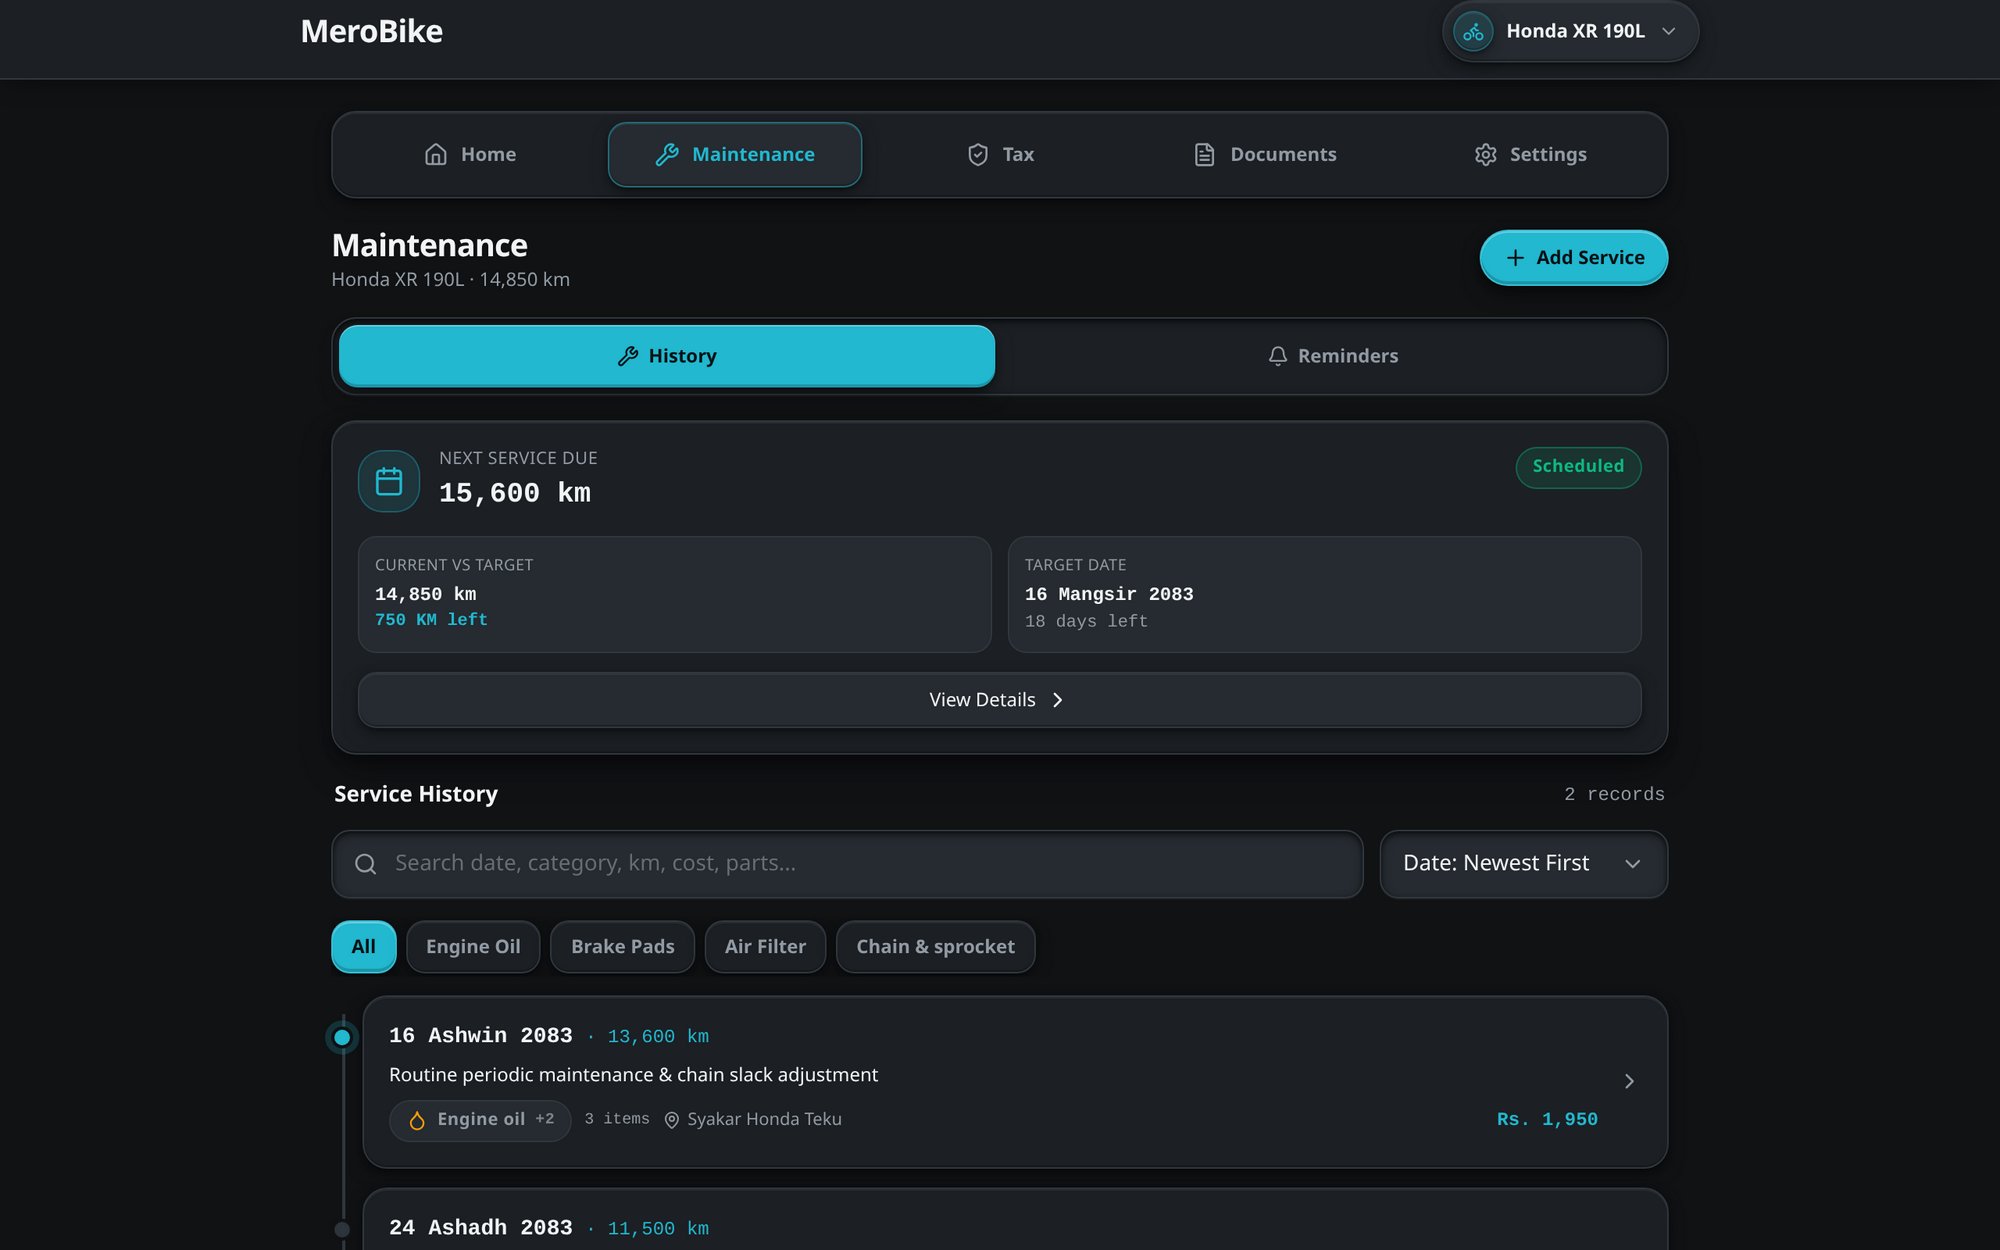 MeroBike
Honda XR 190L
Home
Maintenance
Tax
Documents
Settings
Maintenance
Honda XR 190L · 14,850 km
+ Add Service
History
Reminders
NEXT SERVICE DUE
15,600 km
Scheduled
CURRENT VS TARGET
14,850 km
750 KM left
TARGET DATE
16 Mangsir 2083
18 days left
View Details
Service History
2 records
Search date, category, km, cost, parts...
Date: Newest First
All
Engine Oil
Brake Pads
Air Filter
Chain & sprocket
16 Ashwin 2083 · 13,600 km
Routine periodic maintenance & chain slack adjustment
Engine oil +2 3 items Syakar Honda Teku
Rs. 1,950
24 Ashadh 2083 · 11,500 km